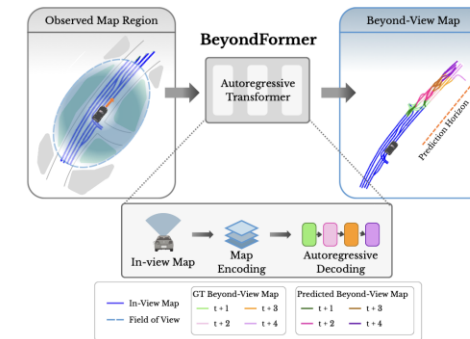 Observed Map Region
BeyondFormer
Beyond-View Map
Autoregressive
Transformer
Prediction Horizon
In-view Map
Map
Encoding
Autoregressive
Decoding
In-View Map
Field of View
GT Beyond-View Map
t + 1
t + 3
t + 2
t + 4
Predicted Beyond-View Map
t + 1
t + 3
t + 2
t + 4